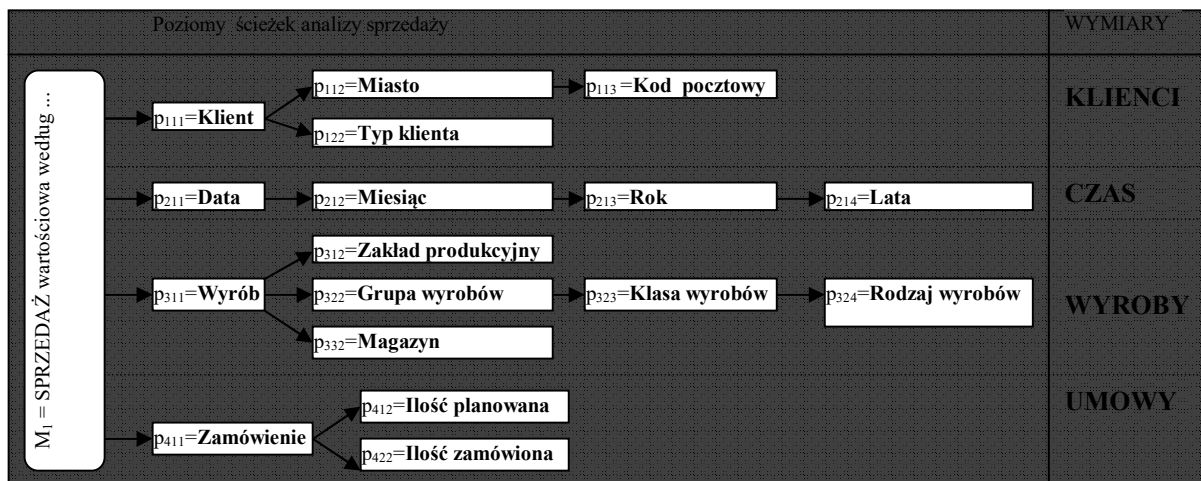 Poziomy ścieżek analizy sprzedaży
WYMIARY
M₁ = SPRZEDAŻ wartościowa według ...
p₁₁₁=Klient
p₁₁₂=Miasto
p₁₁₃=Kod pocztowy
p₁₂₂=Typ klienta
KLIENCI
p₂₁₁=Data
p₂₁₂=Miesiąc
p₂₁₃=Rok
p₂₁₄=Lata
CZAS
p₃₁₁=Wyrób
p₃₁₂=Zakład produkcyjny
p₃₂₂=Grupa wyrobów
p₃₂₃=Klasa wyrobów
p₃₂₄=Rodzaj wyrobów
p₃₃₂=Magazyn
WYROBY
p₄₁₁=Zamówienie
p₄₁₂=Ilość planowana
p₄₂₂=Ilość zamówiona
UMOWY